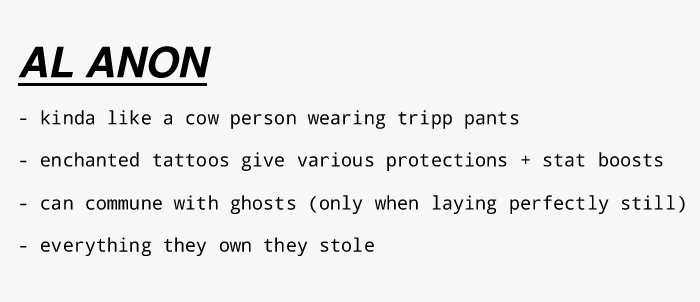 AL ANON
- kinda like a cow person wearing tripp pants
- enchanted tattoos give various protections + stat boosts
- can commune with ghosts (only when laying perfectly still)
- everything they own they stole